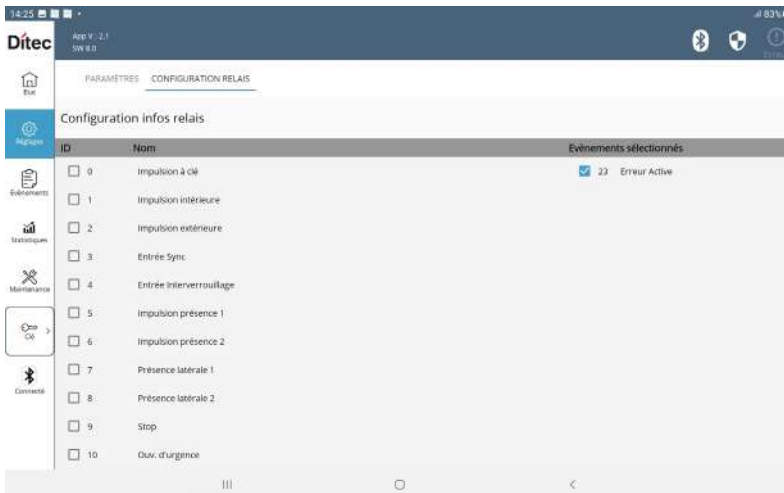 14:25
83%
Ditec
App V : 2.1
SW 8.0
Erreur
Etat
PARAMÈTRES CONFIGURATION RELAIS
Configuration infos relais
Réglages
ID Nom Evènements sélectionnés
0 Impulsion à clé 23 Erreur Active
Evènements
1 Impulsion intérieure
2 Impulsion extérieure
Statistiques
3 Entrée Sync
4 Entrée Interverrouillage
Maintenance
5 Impulsion présence 1
Clé
6 Impulsion présence 2
7 Présence latérale 1
Connecté
8 Présence latérale 2
9 Stop
10 Ouv. d'urgence